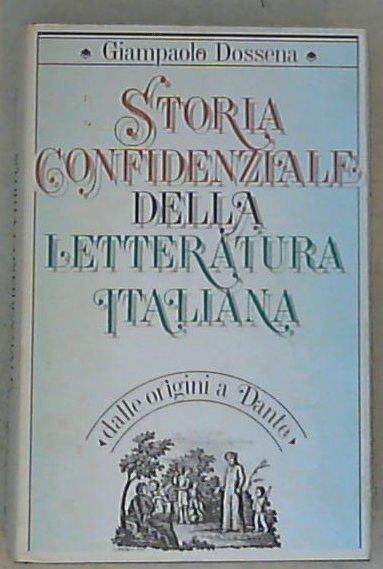 Giampaolo Dossena
STORIA
CONFIDENZIALE
DELLA
LETTERATURA
ITALIANA
dalle origini a Dante